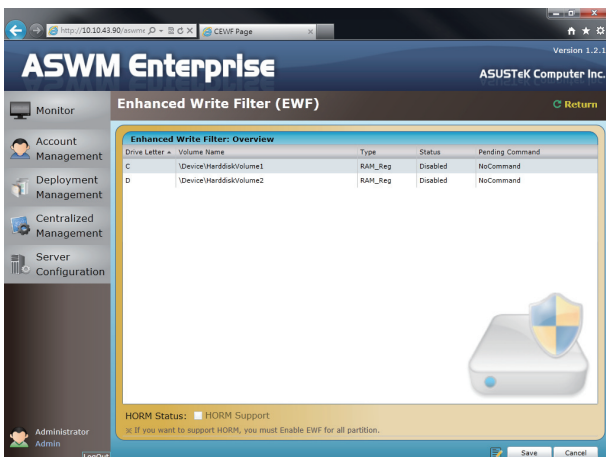 http://10.10.43.90/aswm
CEWF Page
Version 1.2.1
ASWM Enterprise
ASUSTeK Computer Inc.
Monitor
Account
Management
Deployment
Management
Centralized
Management
Server
Configuration
Enhanced Write Filter (EWF)
Return
Enhanced Write Filter: Overview
Drive Letter Volume Name Type Status Pending Command
C \Device\HarddiskVolume1 RAM_Reg Disabled NoCommand
D \Device\HarddiskVolume2 RAM_Reg Disabled NoCommand
HORM Status: HORM Support
※ If you want to support HORM, you must Enable EWF for all partition.
Administrator
Admin
LogOut
Save Cancel